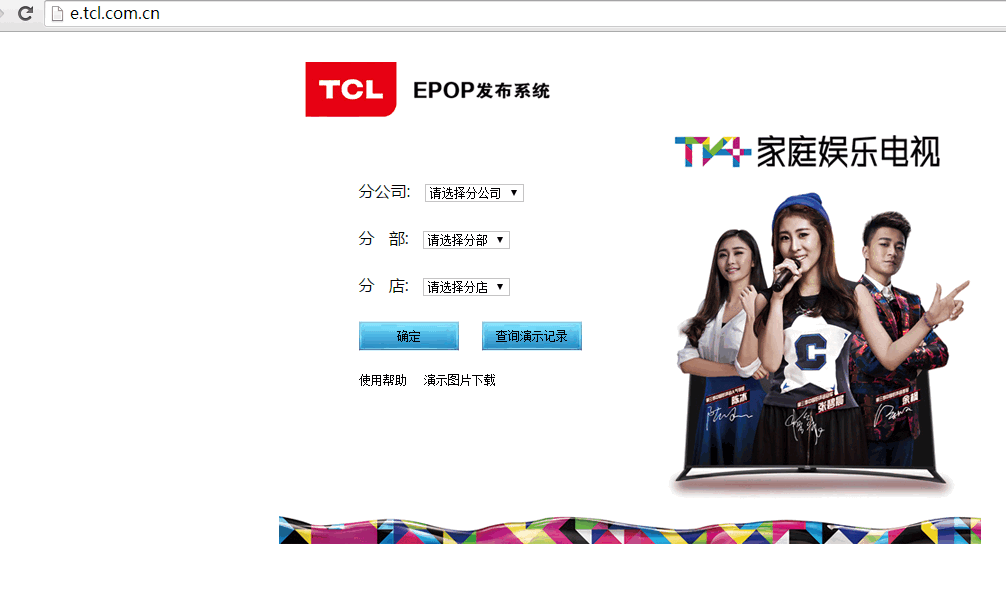 e.tcl.com.cn
TCL EPOP发布系统
TV+ 家庭娱乐电视
分公司: 请选择分公司
分 部: 请选择分部
分 店: 请选择分店
确定 查询演示记录
使用帮助 演示图片下载
C
陈冰 张碧晨 余枫